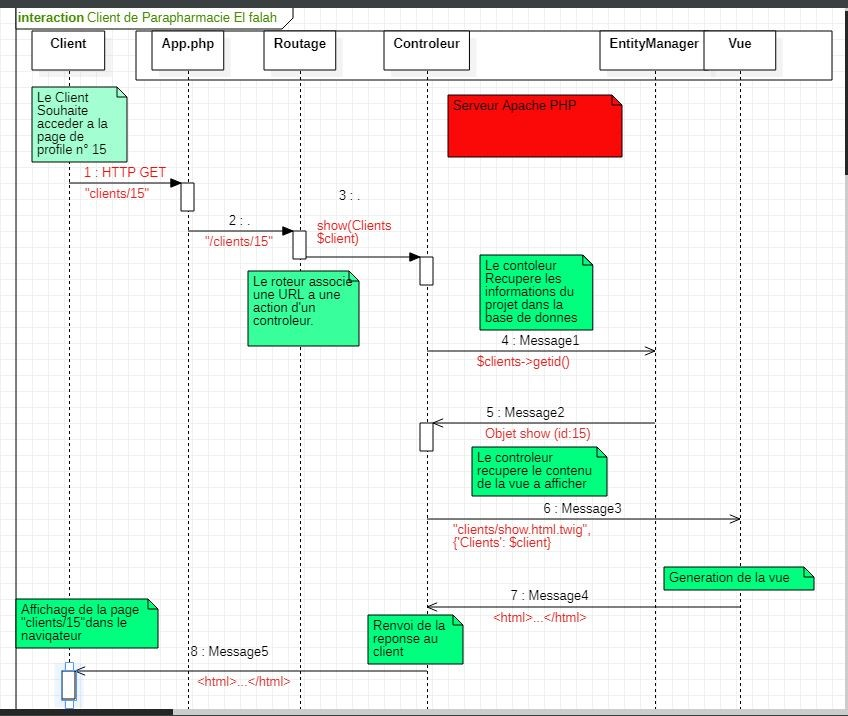 interaction Client de Parapharmacie El falah
Client
App.php
Routage
Controleur
EntityManager
Vue
Le Client
Souhaite
acceder a la
page de
profile n° 15
Serveur Apache PHP
1 : HTTP GET
"clients/15"
2 : .
"/clients/15"
3 : .
show(Clients
$client)
Le roteur associe
une URL a une
action d'un
controleur.
Le contoleur
Recupere les
informations du
projet dans la
base de donnes
4 : Message1
$clients->getid()
5 : Message2
Objet show (id:15)
Le controleur
recupere le contenu
de la vue a afficher
6 : Message3
"clients/show.html.twig",
{'Clients': $client}
Generation de la vue
7 : Message4
<html>...</html>
Affichage de la page
"clients/15"dans le
naviqateur
Renvoi de la
reponse au
client
8 : Message5
<html>...</html>